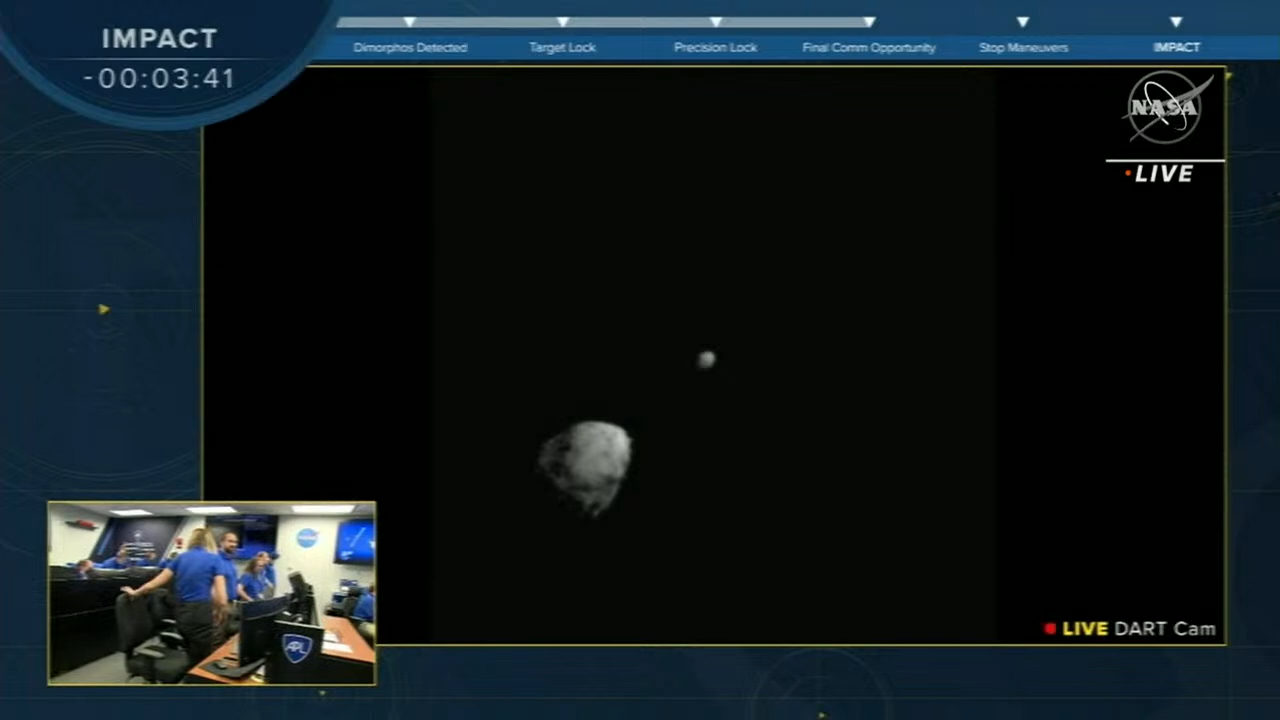 IMPACT
-00:03:41
Dimorphos Detected
Target Lock
Precision Lock
Final Comm Opportunity
Stop Maneuvers
IMPACT
NASA
LIVE
APL
LIVE DART Cam